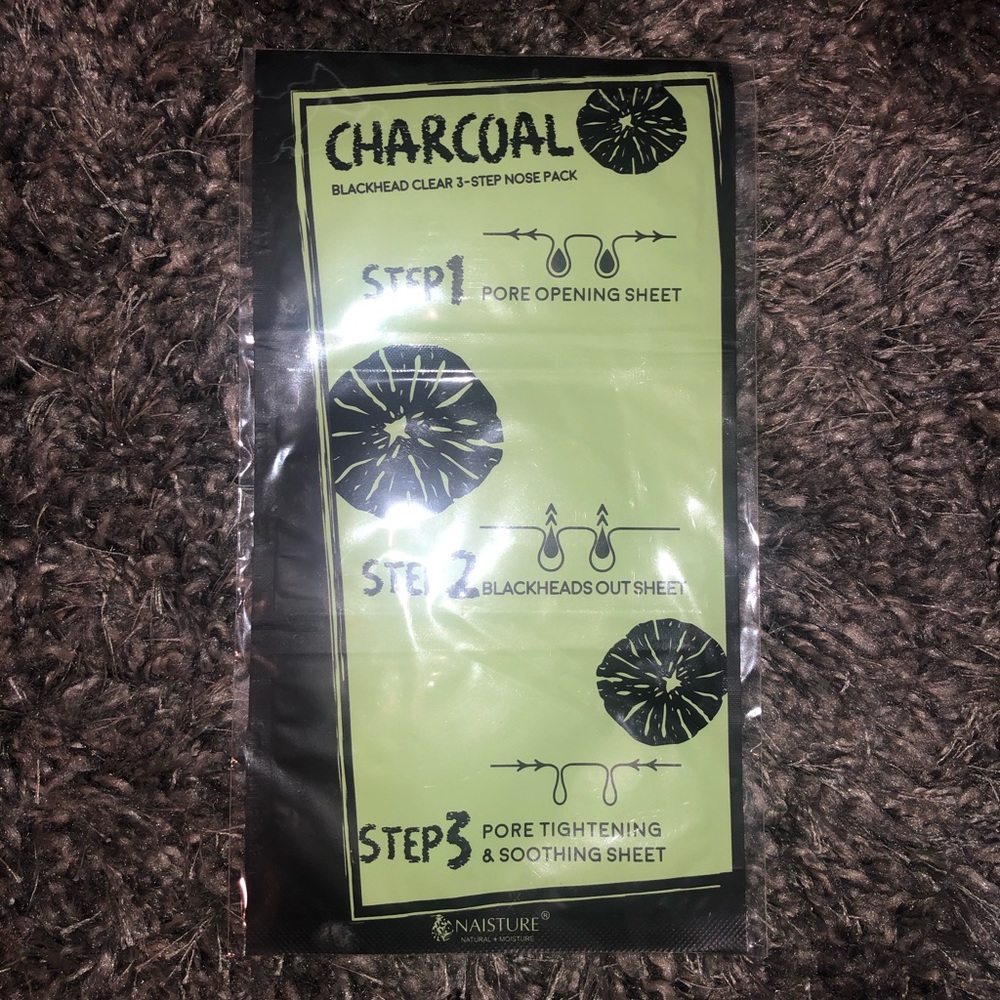 CHARCOAL
BLACKHEAD CLEAR 3-STEP NOSE PACK
STEP1
PORE OPENING SHEET
STEP2
BLACKHEADS OUT SHEET
STEP3
PORE TIGHTENING
& SOOTHING SHEET
NAISTURE®
NATURAL + MOISTURE